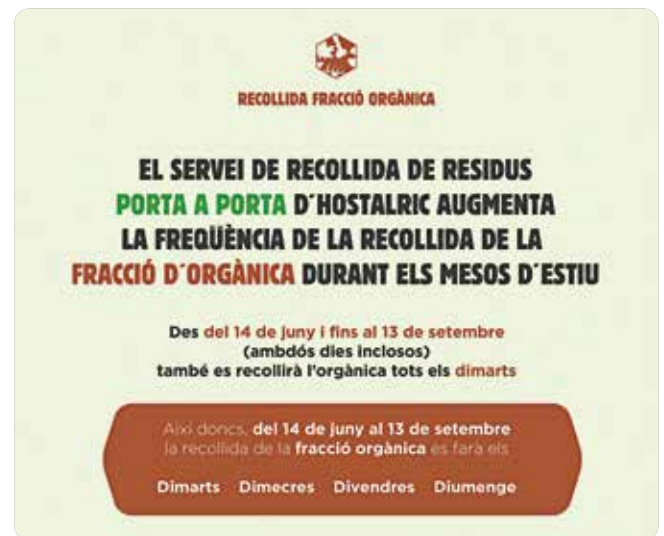 RECOLLIDA FRACCIÓ ORGÀNICA
EL SERVEI DE RECOLLIDA DE RESIDUS
PORTA A PORTA D´HOSTALRIC AUGMENTA
LA FREQÜÈNCIA DE LA RECOLLIDA DE LA
FRACCIÓ D´ORGÀNICA DURANT ELS MESOS D´ESTIU
Des del 14 de juny i fins al 13 de setembre
(ambdós dies inclosos)
també es recollirà l'orgànica tots els dimarts
Així doncs, del 14 de juny al 13 de setembre
la recollida de la fracció orgànica es farà els
Dimarts Dimecres Divendres Diumenge